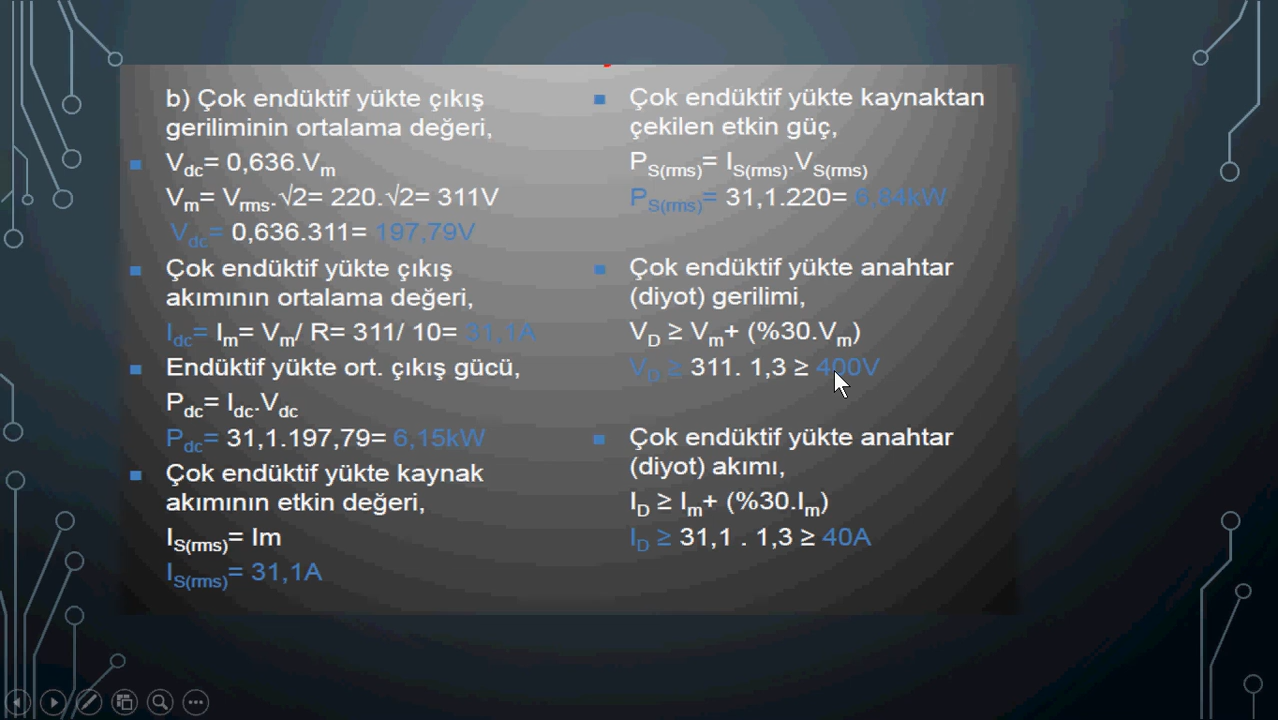 b) Çok endüktif yükte çıkış
geriliminin ortalama değeri,
Vdc= 0,636.Vm
Vm= Vrms.√2= 220.√2= 311V
Vdc= 0,636.311= 197,79V
Çok endüktif yükte çıkış
akımının ortalama değeri,
Idc= Im= Vm/ R= 311/ 10= 31,1A
Endüktif yükte ort. çıkış gücü,
Pdc= Idc.Vdc
Pdc= 31,1.197,79= 6,15kW
Çok endüktif yükte kaynak
akımının etkin değeri,
IS(rms)= Im
IS(rms)= 31,1A
Çok endüktif yükte kaynaktan
çekilen etkin güç,
PS(rms)= IS(rms).VS(rms)
PS(rms)= 31,1.220= 6,84kW
Çok endüktif yükte anahtar
(diyot) gerilimi,
VD ≥ Vm+ (%30.Vm)
VD ≥ 311. 1,3 ≥ 400V
Çok endüktif yükte anahtar
(diyot) akımı,
ID ≥ Im+ (%30.Im)
ID ≥ 31,1 . 1,3 ≥ 40A